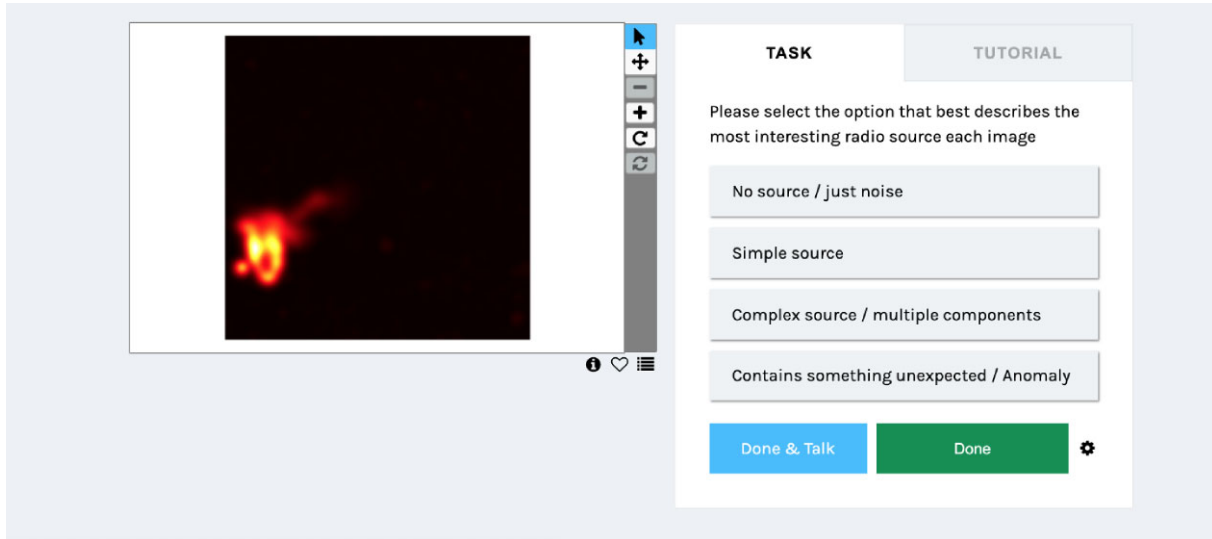 TASK
TUTORIAL
Please select the option that best describes the
most interesting radio source each image
No source / just noise
Simple source
Complex source / multiple components
Contains something unexpected / Anomaly
Done & Talk
Done